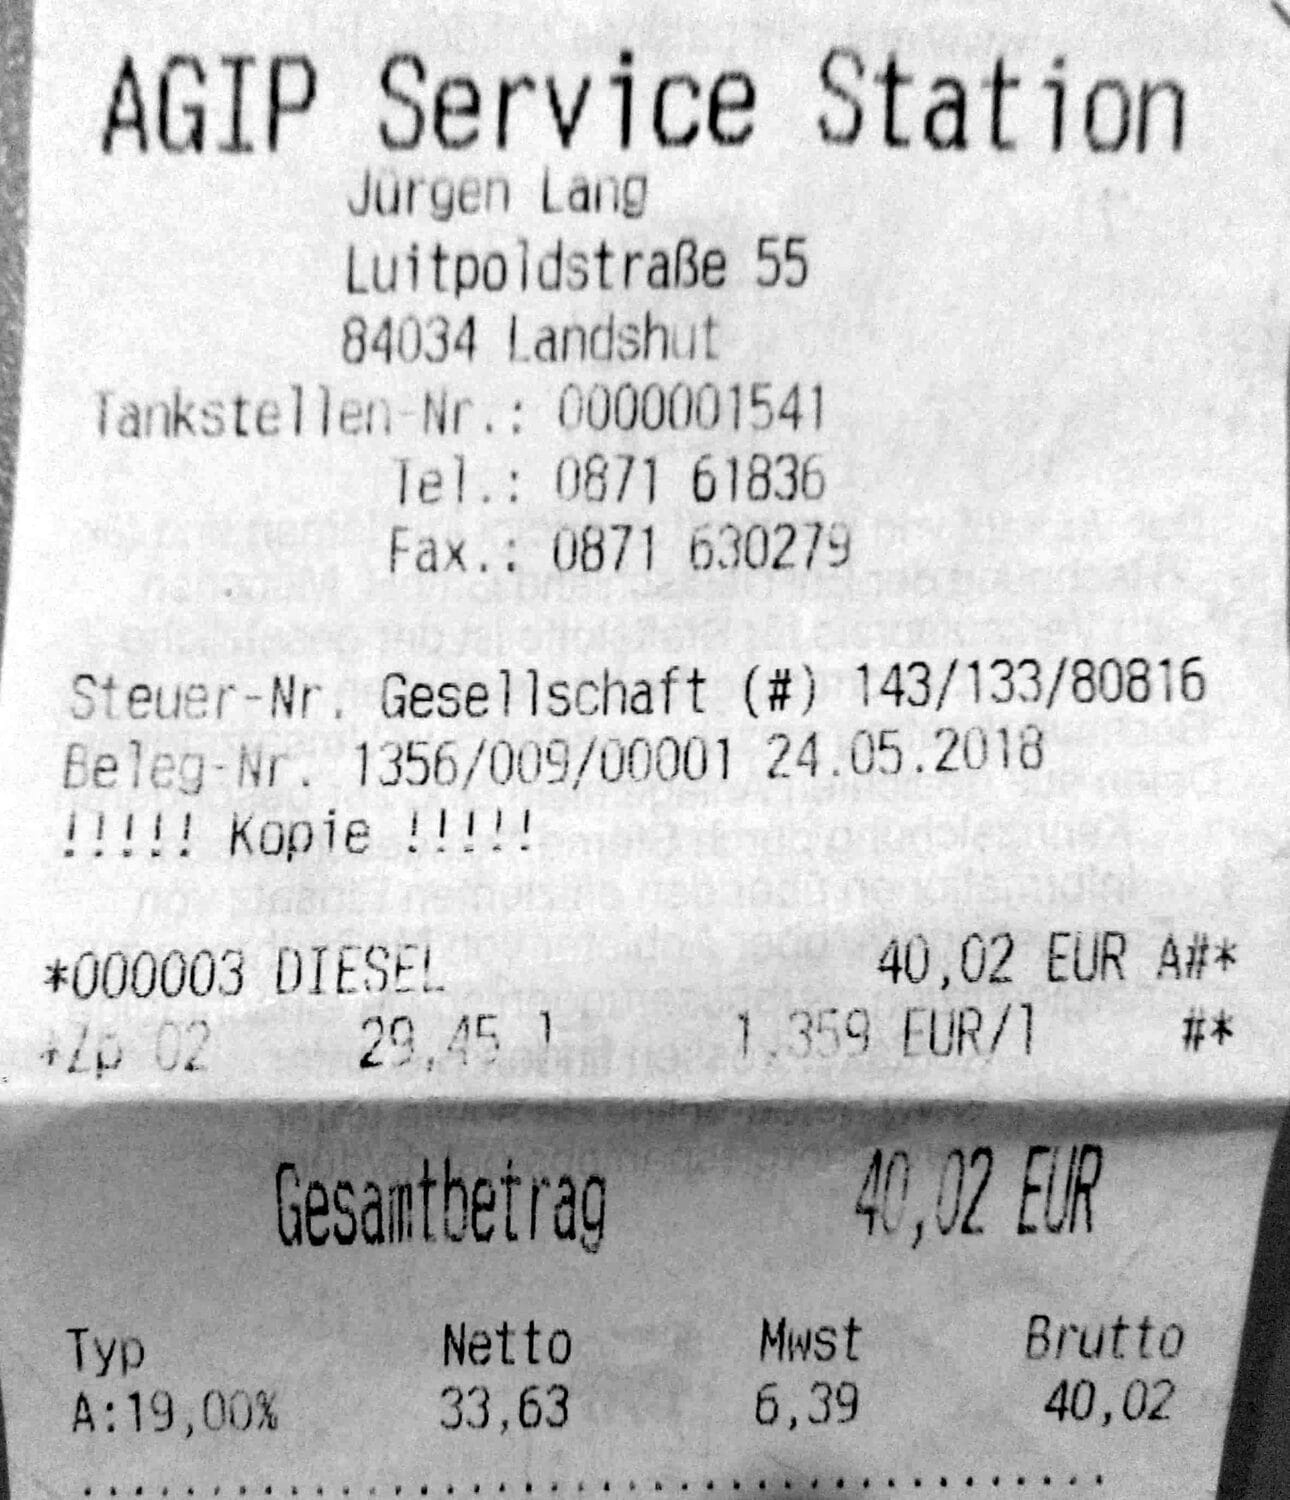 AGIP Service Station
Jürgen Lang
Luitpoldstraße 55
84034 Landshut
Tankstellen-Nr.: 0000001541
Tel.: 0871 61836
Fax.: 0871 630279
Steuer-Nr. Gesellschaft (#) 143/133/80816
Beleg-Nr. 1356/009/00001 24.05.2018
!!!!! Kopie !!!!!
*000003 DIESEL 40,02 EUR A#*
*Zp 02 29,45 l 1,359 EUR/l #*
Gesamtbetrag 40,02 EUR
Typ Netto Mwst Brutto
A:19,00% 33,63 6,39 40,02